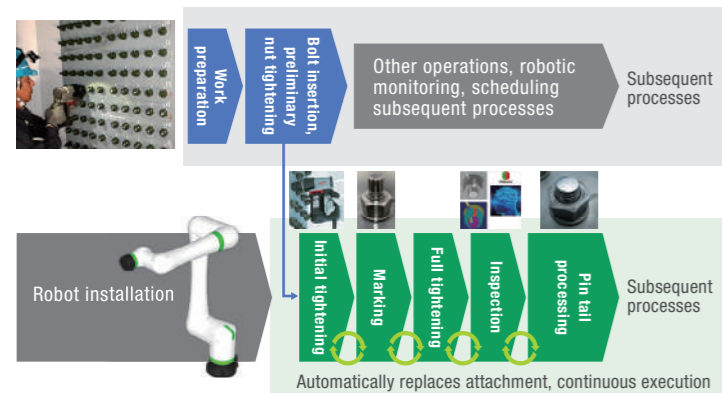 Work
preparation
Bolt insertion,
preliminary
nut tightening
Other operations, robotic
monitoring, scheduling
subsequent processes
Subsequent
processes
Robot installation
Initial tightening
Marking
Full tightening
Inspection
Pin tail
processing
Subsequent
processes
Automatically replaces attachment, continuous execution